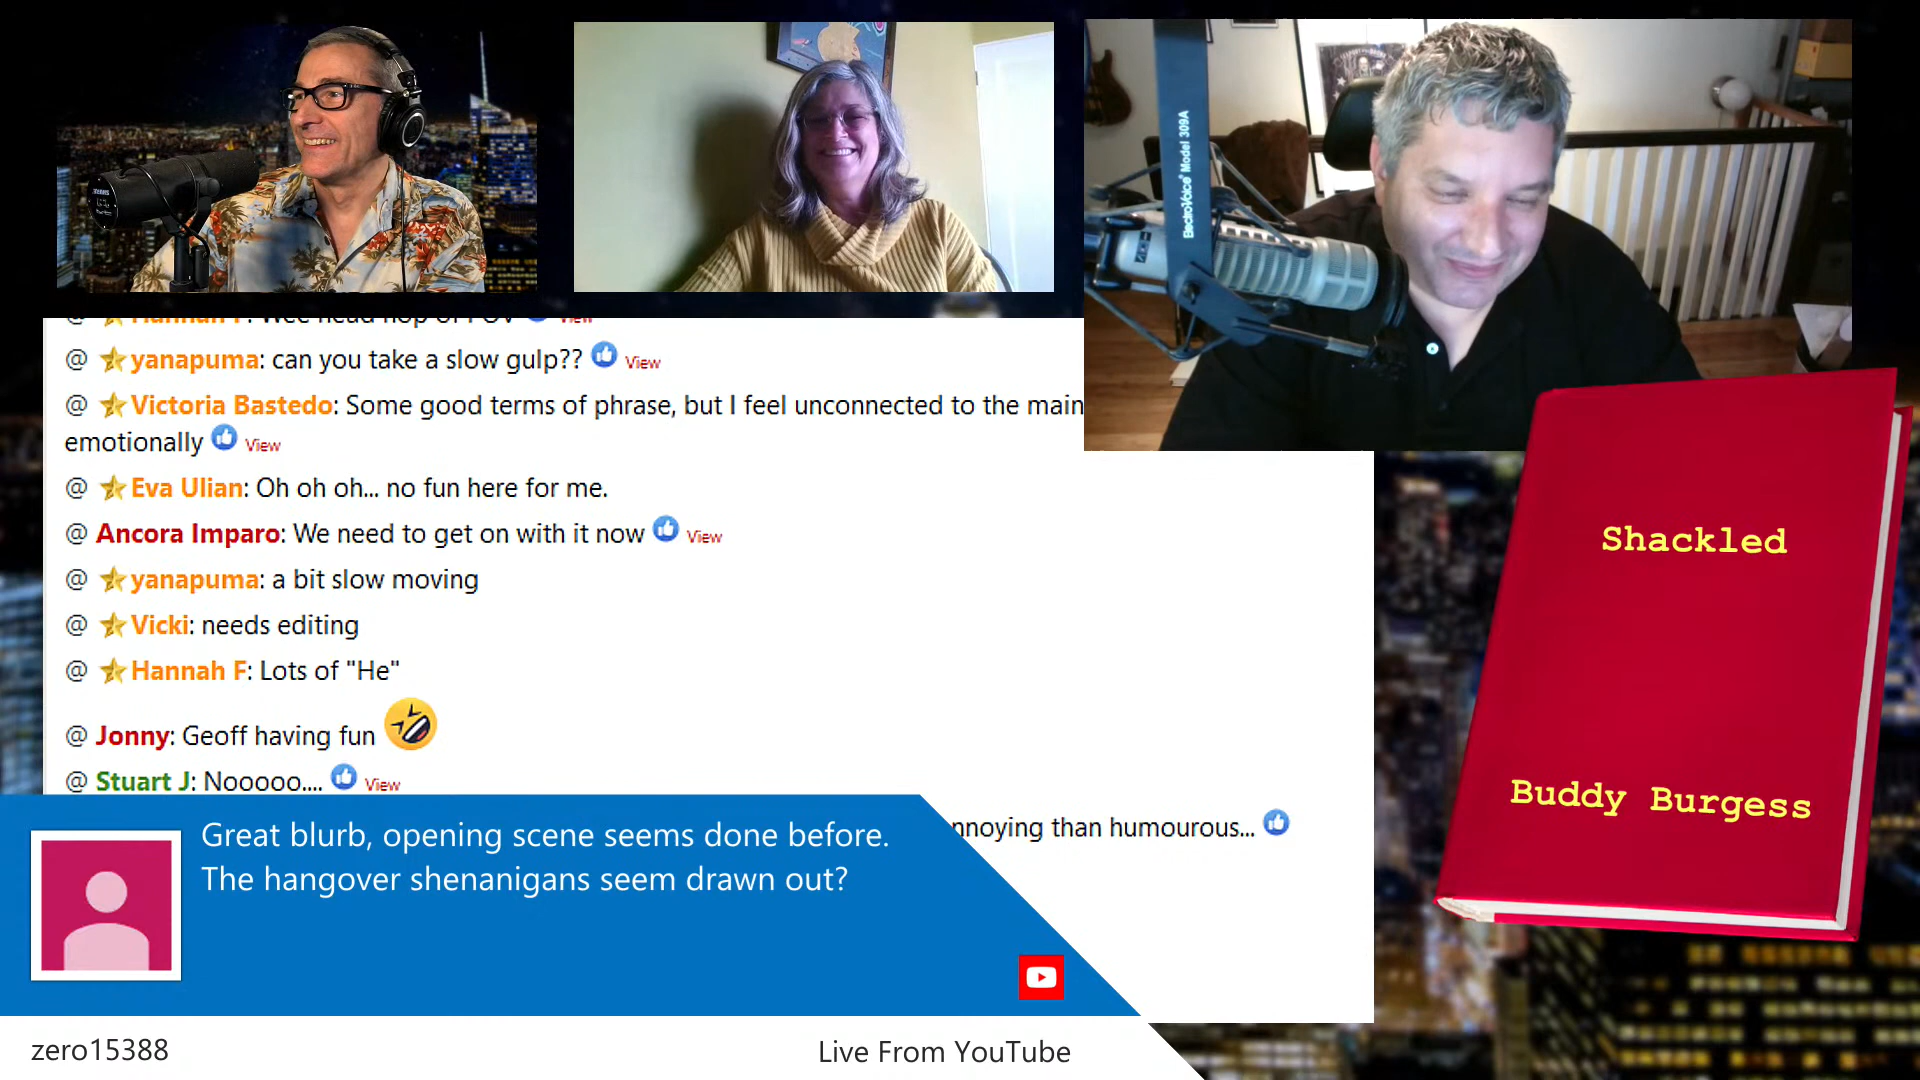 ElectroVoice® Model 309A
@ yanapuma: can you take a slow gulp?? View
@ Victoria Bastedo: Some good terms of phrase, but I feel unconnected to the main
emotionally View
@ Eva Ulian: Oh oh oh... no fun here for me.
@ Ancora Imparo: We need to get on with it now View
@ yanapuma: a bit slow moving
@ Vicki: needs editing
@ Hannah F: Lots of "He"
@ Jonny: Geoff having fun
@ Stuart J: Nooooo.... View
than humourous...
Shackled
Buddy Burgess
Great blurb, opening scene seems done before.
The hangover shenanigans seem drawn out?
zero15388
Live From YouTube